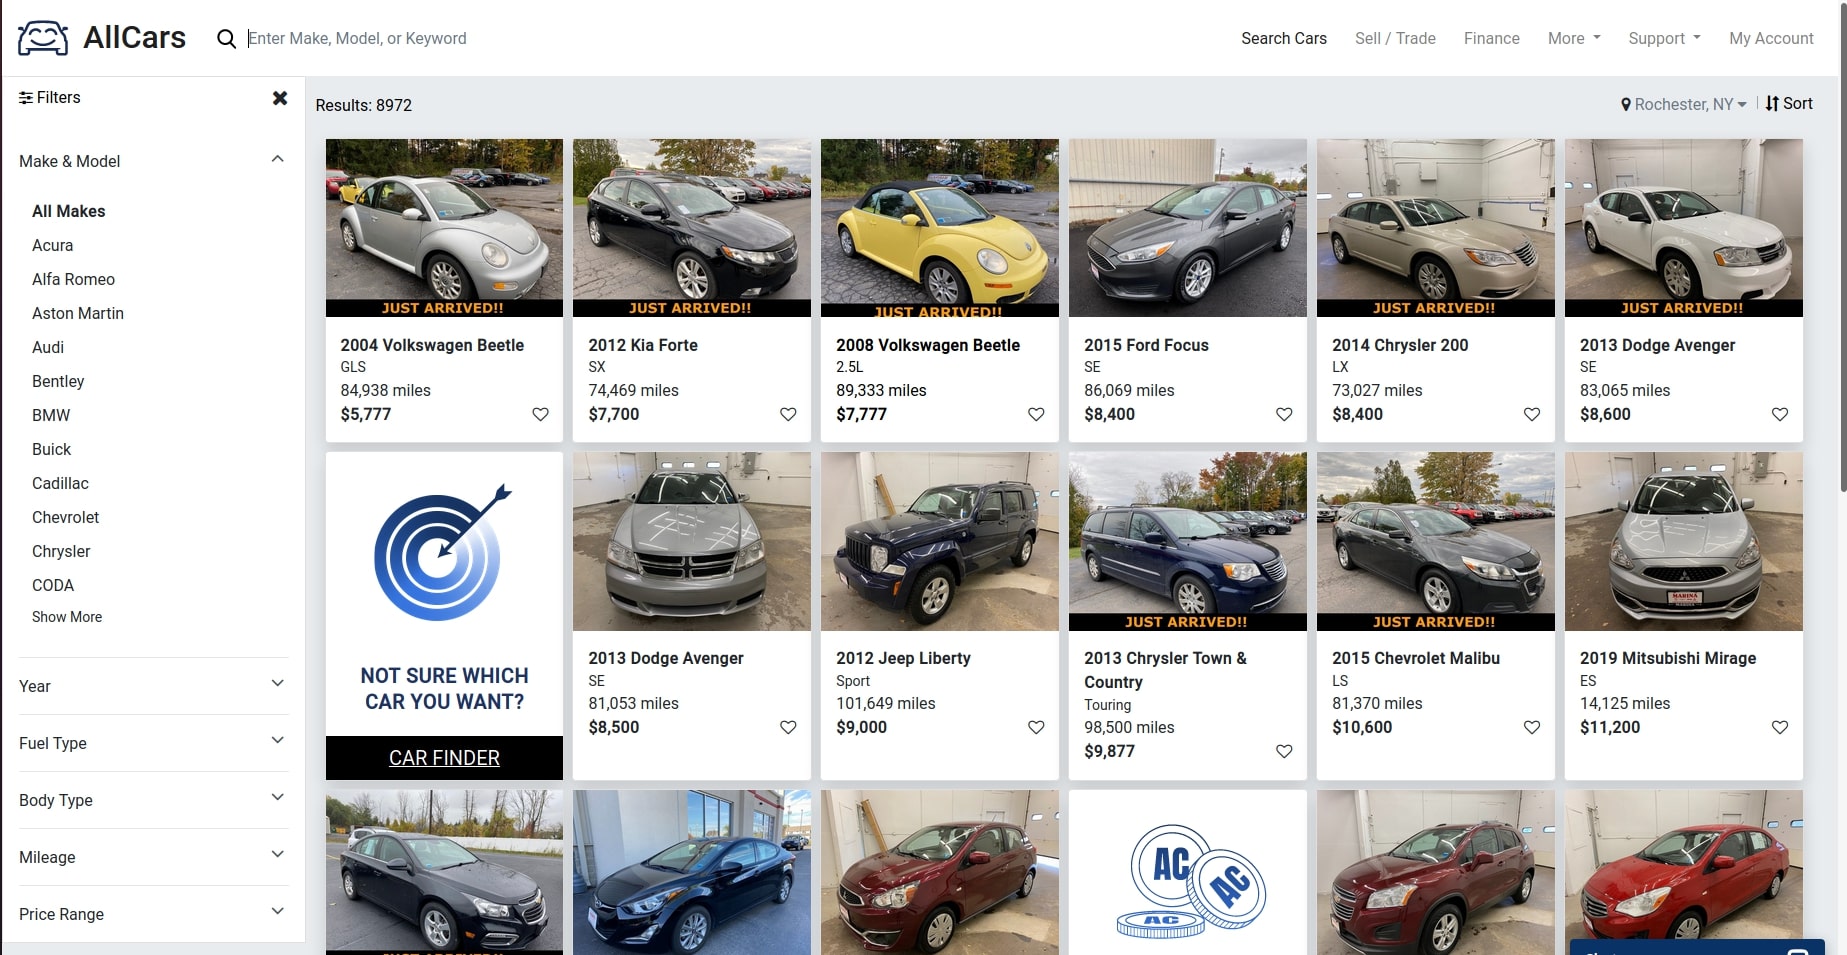 AllCars
Enter Make, Model, or Keyword
Search Cars
Sell / Trade
Finance
More
Support
My Account
Filters
Results: 8972
Rochester, NY
Sort
Make & Model
All Makes
Acura
Alfa Romeo
Aston Martin
Audi
Bentley
BMW
Buick
Cadillac
Chevrolet
Chrysler
CODA
Show More
Year
Fuel Type
Body Type
Mileage
Price Range
JUST ARRIVED!!
2004 Volkswagen Beetle
GLS
84,938 miles
$5,777
JUST ARRIVED!!
2012 Kia Forte
SX
74,469 miles
$7,700
JUST ARRIVED!!
2008 Volkswagen Beetle
2.5L
89,333 miles
$7,777
2015 Ford Focus
SE
86,069 miles
$8,400
JUST ARRIVED!!
2014 Chrysler 200
LX
73,027 miles
$8,400
JUST ARRIVED!!
2013 Dodge Avenger
SE
83,065 miles
$8,600
NOT SURE WHICH
CAR YOU WANT?
CAR FINDER
2013 Dodge Avenger
SE
81,053 miles
$8,500
2012 Jeep Liberty
Sport
101,649 miles
$9,000
JUST ARRIVED!!
2013 Chrysler Town &
Country
Touring
98,500 miles
$9,877
JUST ARRIVED!!
2015 Chevrolet Malibu
LS
81,370 miles
$10,600
MARINA
2019 Mitsubishi Mirage
ES
14,125 miles
$11,200
AC
AC
AC